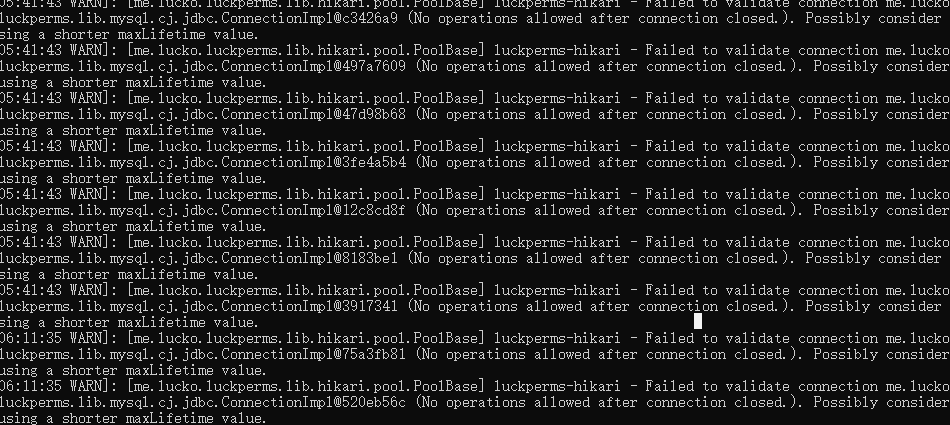 05:41:43 WARN]: [me.lucko.luckperms.lib.hikari.pool.PoolBase] luckperms-hikari - Failed to validate connection me.lucko
luckperms.lib.mysql.cj.jdbc.ConnectionImpl@c3426a9 (No operations allowed after connection closed.). Possibly consider
sing a shorter maxLifetime value.
05:41:43 WARN]: [me.lucko.luckperms.lib.hikari.pool.PoolBase] luckperms-hikari - Failed to validate connection me.lucko
luckperms.lib.mysql.cj.jdbc.ConnectionImpl@497a7609 (No operations allowed after connection closed.). Possibly consider
using a shorter maxLifetime value.
05:41:43 WARN]: [me.lucko.luckperms.lib.hikari.pool.PoolBase] luckperms-hikari - Failed to validate connection me.lucko
luckperms.lib.mysql.cj.jdbc.ConnectionImpl@47d98b68 (No operations allowed after connection closed.). Possibly consider
using a shorter maxLifetime value.
05:41:43 WARN]: [me.lucko.luckperms.lib.hikari.pool.PoolBase] luckperms-hikari - Failed to validate connection me.lucko
luckperms.lib.mysql.cj.jdbc.ConnectionImpl@3fe4a5b4 (No operations allowed after connection closed.). Possibly consider
using a shorter maxLifetime value.
05:41:43 WARN]: [me.lucko.luckperms.lib.hikari.pool.PoolBase] luckperms-hikari - Failed to validate connection me.lucko
luckperms.lib.mysql.cj.jdbc.ConnectionImpl@12c8cd8f (No operations allowed after connection closed.). Possibly consider
using a shorter maxLifetime value.
05:41:43 WARN]: [me.lucko.luckperms.lib.hikari.pool.PoolBase] luckperms-hikari - Failed to validate connection me.lucko
luckperms.lib.mysql.cj.jdbc.ConnectionImpl@8183be1 (No operations allowed after connection closed.). Possibly consider
sing a shorter maxLifetime value.
05:41:43 WARN]: [me.lucko.luckperms.lib.hikari.pool.PoolBase] luckperms-hikari - Failed to validate connection me.lucko
luckperms.lib.mysql.cj.jdbc.ConnectionImpl@3917341 (No operations allowed after connection closed.). Possibly consider
sing a shorter maxLifetime value.
06:11:35 WARN]: [me.lucko.luckperms.lib.hikari.pool.PoolBase] luckperms-hikari - Failed to validate connection me.lucko
luckperms.lib.mysql.cj.jdbc.ConnectionImpl@75a3fb81 (No operations allowed after connection closed.). Possibly consider
using a shorter maxLifetime value.
06:11:35 WARN]: [me.lucko.luckperms.lib.hikari.pool.PoolBase] luckperms-hikari - Failed to validate connection me.lucko
luckperms.lib.mysql.cj.jdbc.ConnectionImpl@520eb56c (No operations allowed after connection closed.). Possibly consider
using a shorter maxLifetime value.